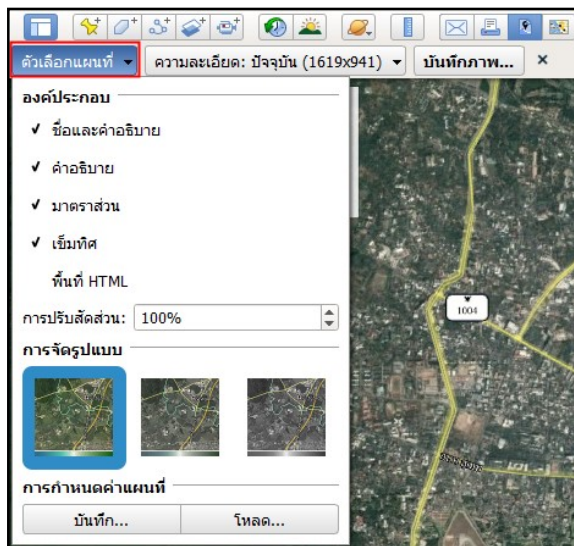 ตัวเลือกแผนที่ ความละเอียด: ปัจจุบัน (1619x941) บันทึกภาพ... ×
องค์ประกอบ
✔ ชื่อและคำอธิบาย
✔ คำอธิบาย
✔ มาตราส่วน
✔ เข็มทิศ
พื้นที่ HTML
การปรับสัดส่วน: 100%
1004
การจัดรูปแบบ
การกำหนดค่าแผนที่
บันทึก... โหลด...